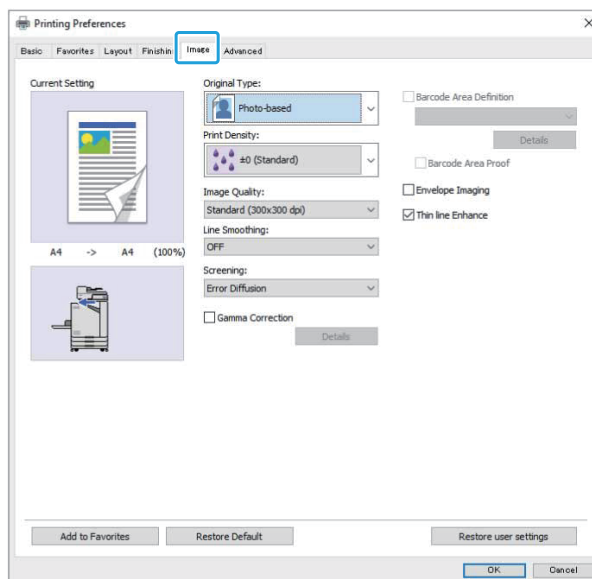 Printing Preferences
Basic Favorites Layout Finishin Image Advanced
Current Setting
A4 -> A4 (100%)
Original Type:
Photo-based
Print Density:
±0 (Standard)
Image Quality:
Standard (300x300 dpi)
Line Smoothing:
OFF
Screening:
Error Diffusion
Gamma Correction
Details
Barcode Area Definition
Details
Barcode Area Proof
Envelope Imaging
Thin line Enhance
Add to Favorites Restore Default Restore user settings
OK Cancel